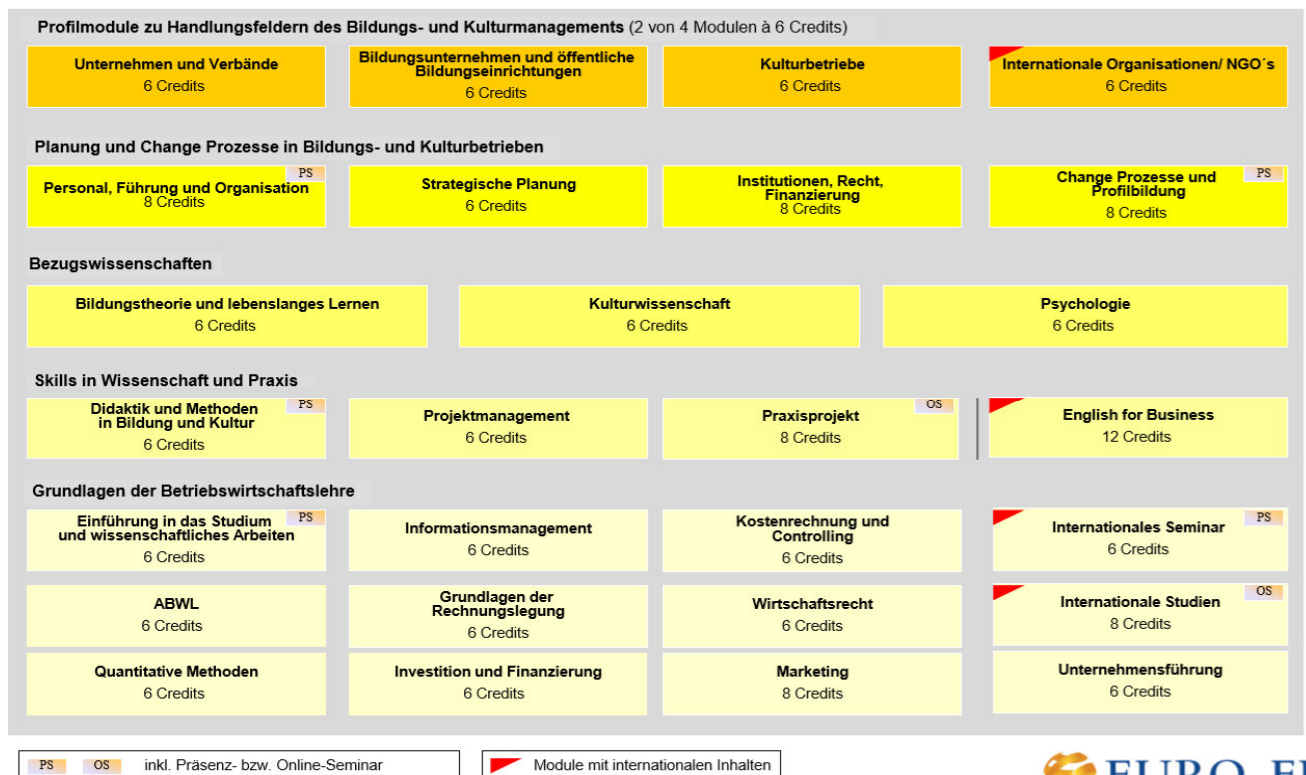 Profilmodule zu Handlungsfeldern des Bildungs- und Kulturmanagements (2 von 4 Modulen à 6 Credits)
Unternehmen und Verbände
6 Credits
Bildungsunternehmen und öffentliche
Bildungseinrichtungen
6 Credits
Kulturbetriebe
6 Credits
Internationale Organisationen/ NGO´s
6 Credits
Planung und Change Prozesse in Bildungs- und Kulturbetrieben
PS
Personal, Führung und Organisation
8 Credits
Strategische Planung
6 Credits
Institutionen, Recht,
Finanzierung
8 Credits
PS
Change Prozesse und
Profilbildung
8 Credits
Bezugswissenschaften
Bildungstheorie und lebenslanges Lernen
6 Credits
Kulturwissenschaft
6 Credits
Psychologie
6 Credits
Skills in Wissenschaft und Praxis
PS
Didaktik und Methoden
in Bildung und Kultur
6 Credits
Projektmanagement
6 Credits
OS
Praxisprojekt
8 Credits
English for Business
12 Credits
Grundlagen der Betriebswirtschaftslehre
PS
Einführung in das Studium
und wissenschaftliches Arbeiten
6 Credits
Informationsmanagement
6 Credits
Kostenrechnung und
Controlling
6 Credits
PS
Internationales Seminar
6 Credits
ABWL
6 Credits
Grundlagen der
Rechnungslegung
6 Credits
Wirtschaftsrecht
6 Credits
OS
Internationale Studien
8 Credits
Quantitative Methoden
6 Credits
Investition und Finanzierung
6 Credits
Marketing
8 Credits
Unternehmensführung
6 Credits
PS OS inkl. Präsenz- bzw. Online-Seminar
Module mit internationalen Inhalten
EURO